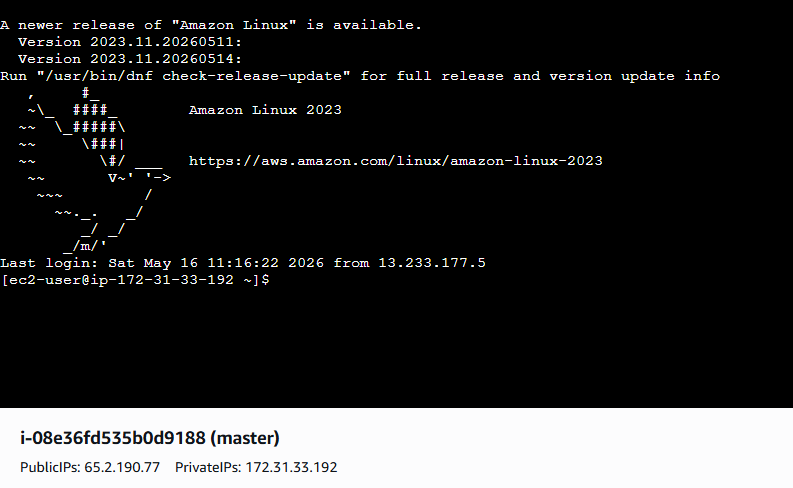 A newer release of "Amazon Linux" is available.
  Version 2023.11.20260511:
  Version 2023.11.20260514:
Run "/usr/bin/dnf check-release-update" for full release and version update info
   ,     #_
   ~\_  ####_        Amazon Linux 2023
  ~~  \_#####\
  ~~     \###|
  ~~       \#/ ___   https://aws.amazon.com/linux/amazon-linux-2023
   ~~       V~' '->
    ~~~         /
      ~~._.   _/
         _/ _/
       _/m/'
Last login: Sat May 16 11:16:22 2026 from 13.233.177.5
[ec2-user@ip-172-31-33-192 ~]$
i-08e36fd535b0d9188 (master)
PublicIPs: 65.2.190.77    PrivateIPs: 172.31.33.192